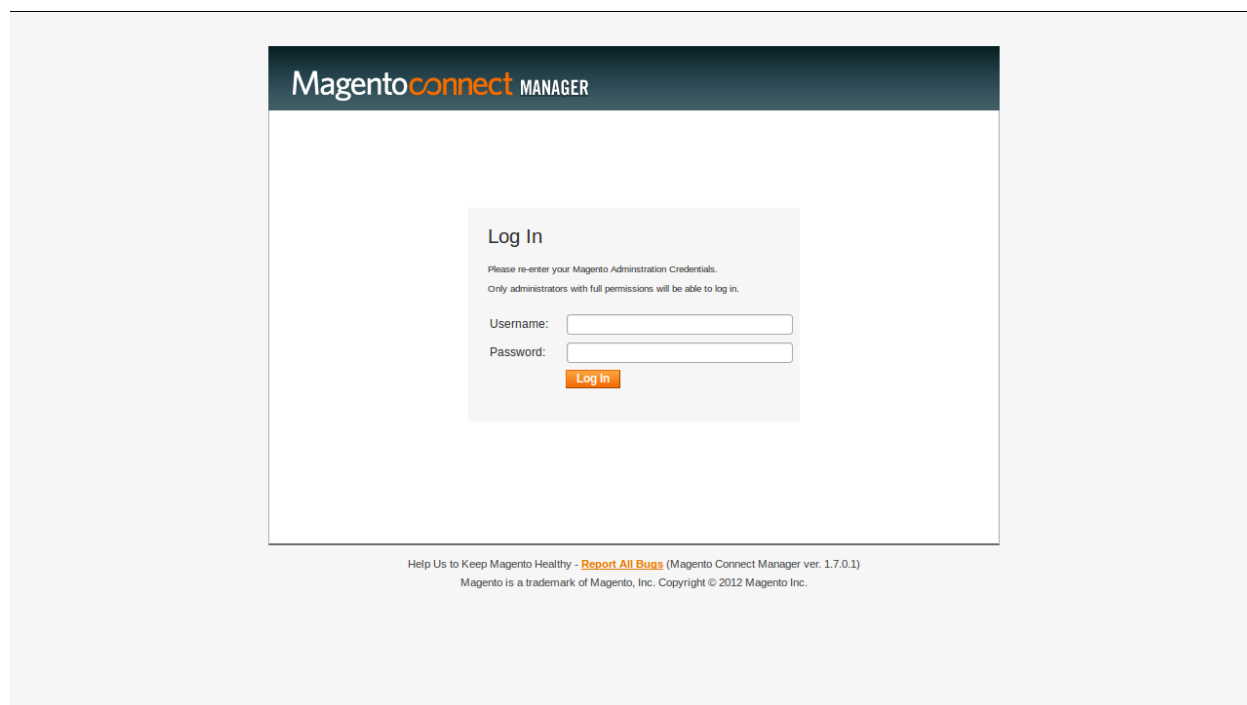 Magentoconnect MANAGER
Log In
Please re-enter your Magento Adminstration Credentials.
Only administrators with full permissions will be able to log in.
Username:
Password:
Log In
Help Us to Keep Magento Healthy - Report All Bugs (Magento Connect Manager ver. 1.7.0.1)
Magento is a trademark of Magento, Inc. Copyright © 2012 Magento Inc.